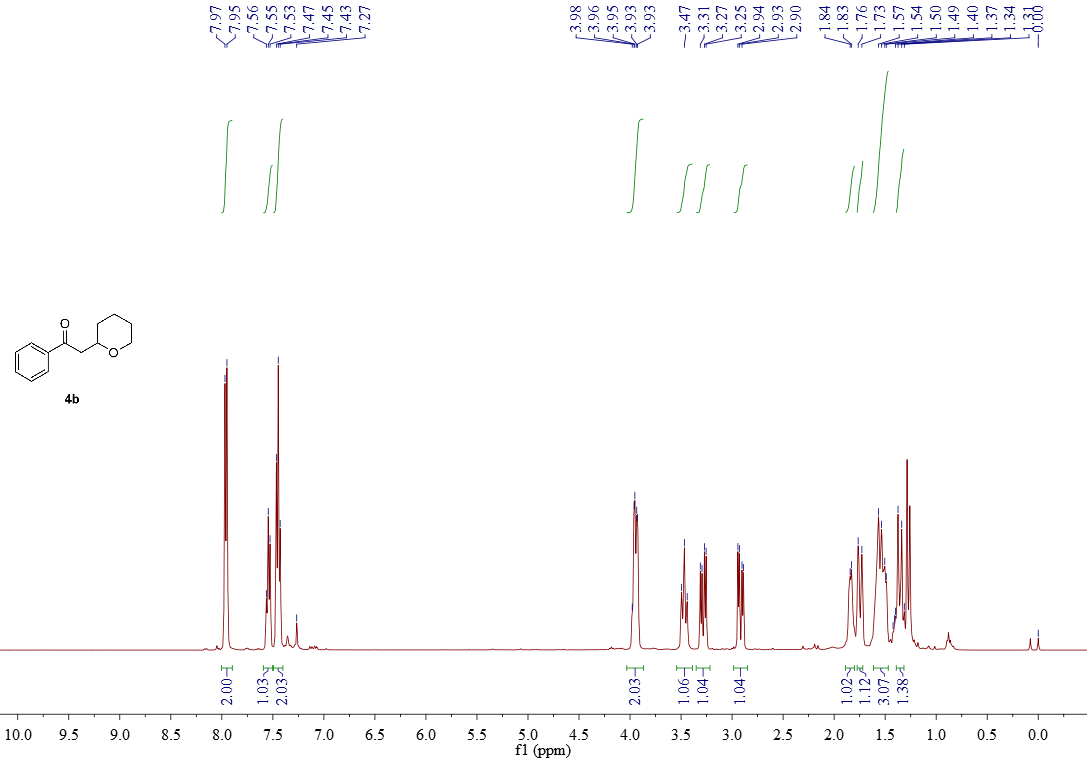 7.97 7.95 7.56 7.55 7.53 7.47 7.45 7.43 7.27 3.98 3.96 3.95 3.93 3.93 3.47 3.31 3.27 3.25 2.94 2.93 2.90 1.84 1.83 1.76 1.73 1.57 1.54 1.50 1.49 1.40 1.37 1.34 1.31 0.00
O
O
4b
2.00 1.03 2.03 2.03 1.06 1.04 1.04 1.02 1.12 3.07 1.38
10.0 9.5 9.0 8.5 8.0 7.5 7.0 6.5 6.0 5.5 5.0 4.5 4.0 3.5 3.0 2.5 2.0 1.5 1.0 0.5 0.0
f1 (ppm)